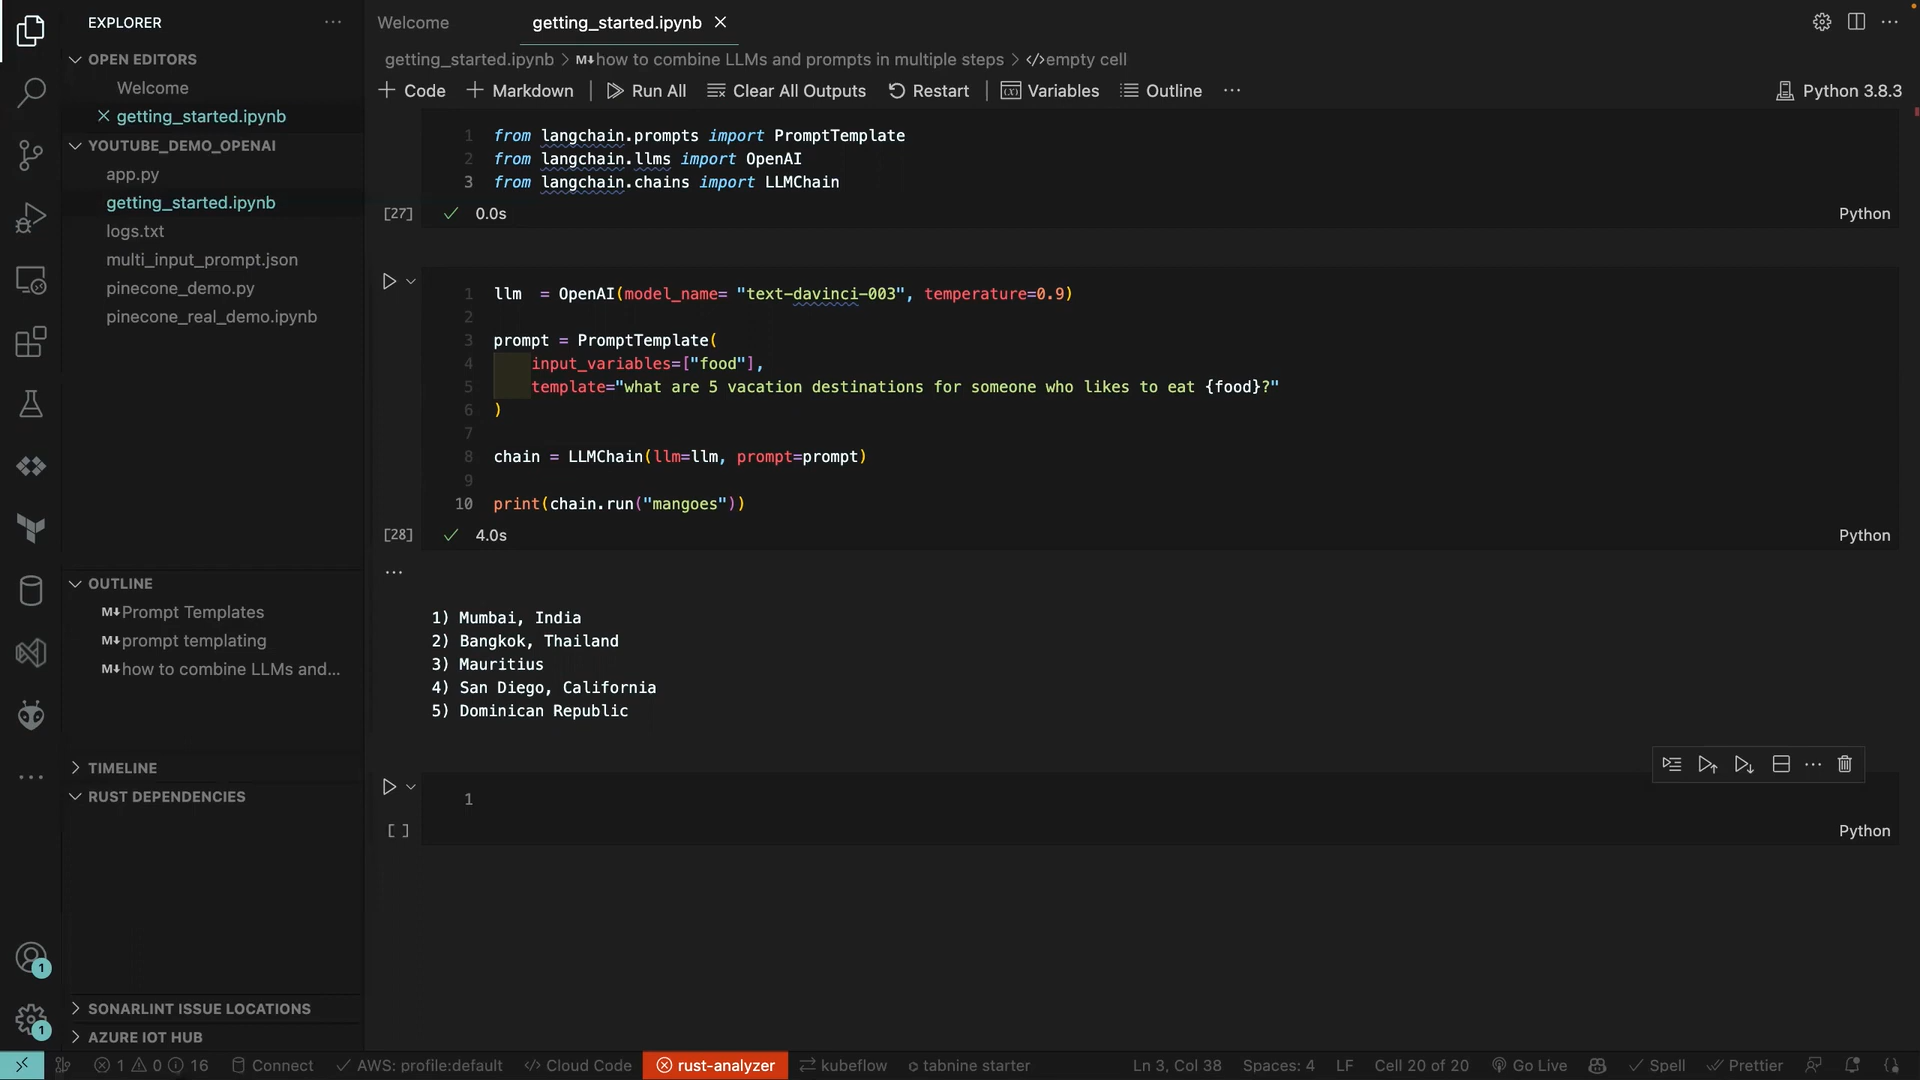 EXPLORER
OPEN EDITORS
Welcome
getting_started.ipynb
YOUTUBE_DEMO_OPENAI
app.py
getting_started.ipynb
logs.txt
multi_input_prompt.json
pinecone_demo.py
pinecone_real_demo.ipynb
OUTLINE
M↓Prompt Templates
M↓prompt templating
M↓how to combine LLMs and...
TIMELINE
RUST DEPENDENCIES
SONARLINT ISSUE LOCATIONS
AZURE IOT HUB
1
1
Welcome
getting_started.ipynb
getting_started.ipynb > M↓how to combine LLMs and prompts in multiple steps > </>empty cell
+ Code + Markdown Run All Clear All Outputs Restart Variables Outline ...
Python 3.8.3
1 from langchain.prompts import PromptTemplate
2 from langchain.llms import OpenAI
3 from langchain.chains import LLMChain
[27] 0.0s Python
1 llm = OpenAI(model_name= "text-davinci-003", temperature=0.9)
2
3 prompt = PromptTemplate(
4 input_variables=["food"],
5 template="what are 5 vacation destinations for someone who likes to eat {food}?"
6 )
7
8 chain = LLMChain(llm=llm, prompt=prompt)
9
10 print(chain.run("mangoes"))
[28] 4.0s Python
...
1) Mumbai, India
2) Bangkok, Thailand
3) Mauritius
4) San Diego, California
5) Dominican Republic
1
[ ] Python
1 0 16 Connect AWS: profile:default </> Cloud Code rust-analyzer kubeflow tabnine starter Ln 3, Col 38 Spaces: 4 LF Cell 20 of 20 Go Live Spell Prettier